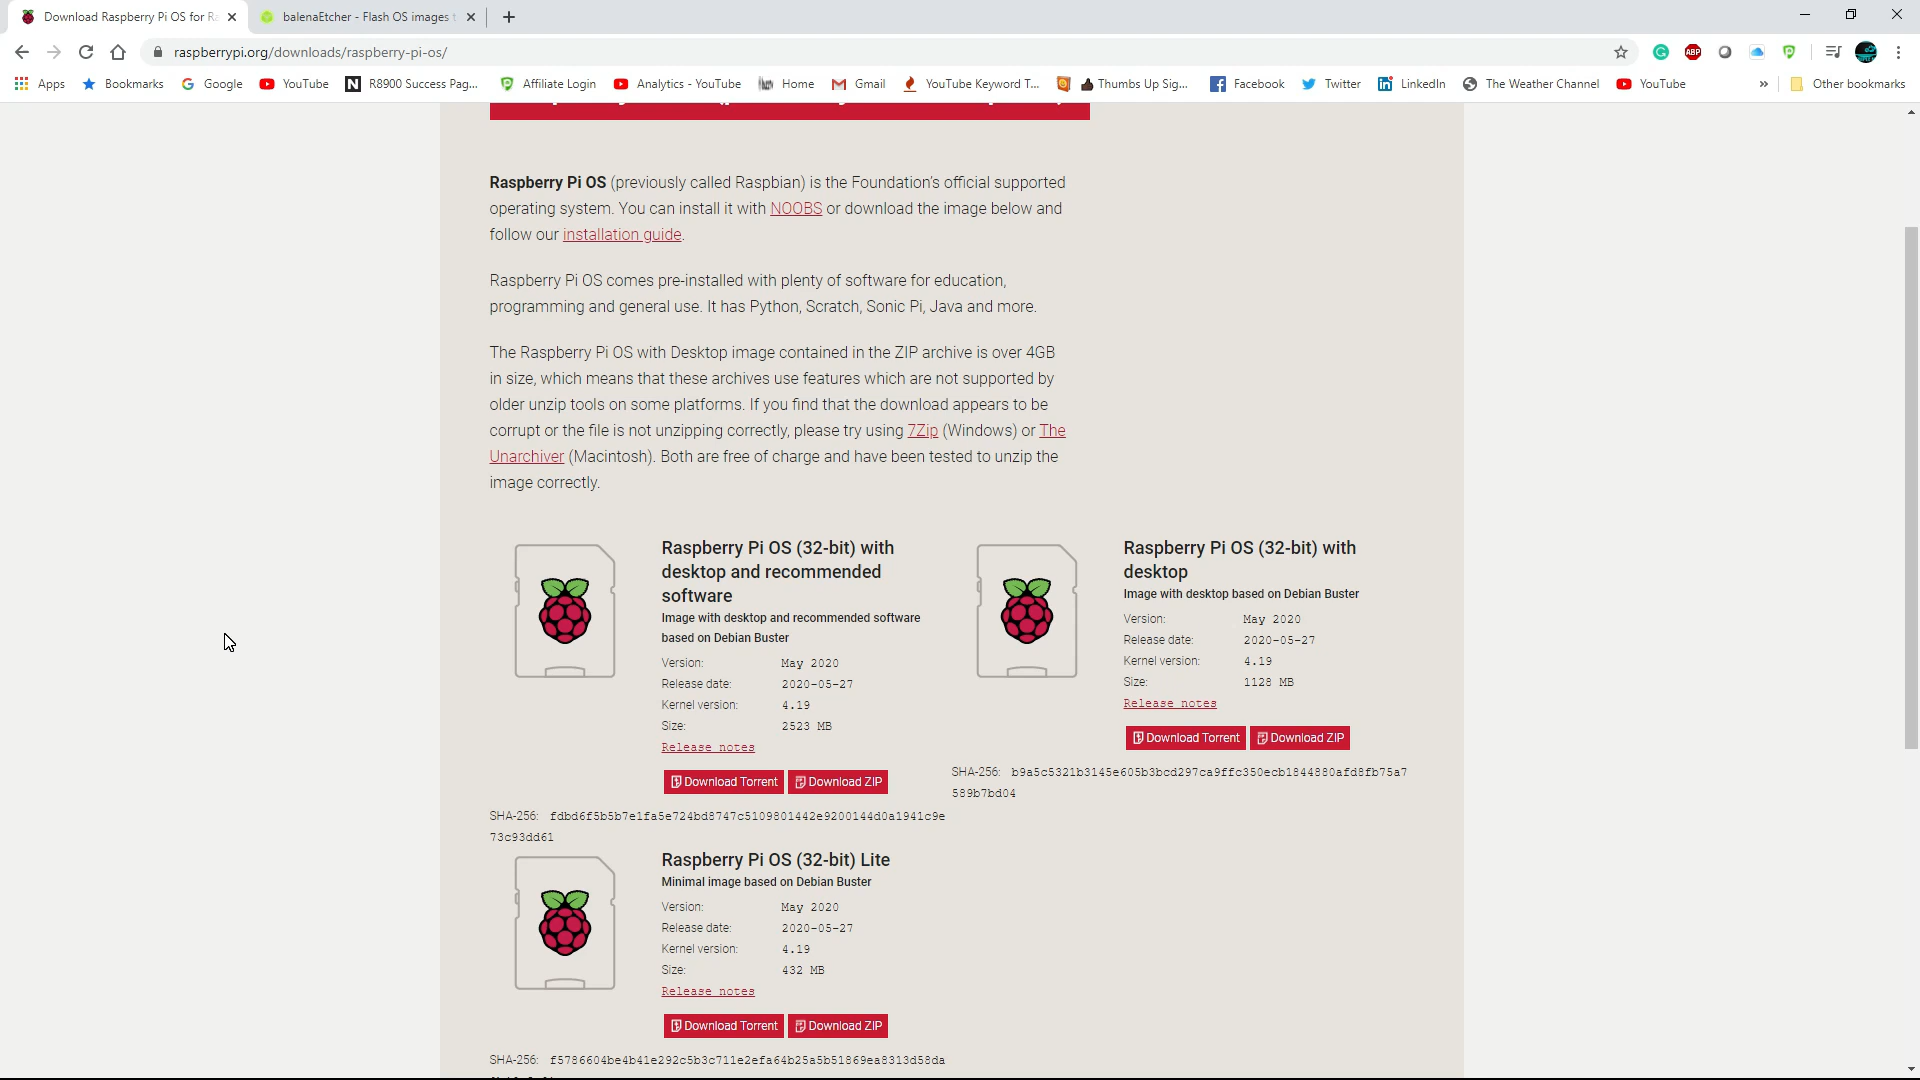 Download Raspberry Pi OS for Ra
balenaEtcher - Flash OS images t
raspberrypi.org/downloads/raspberry-pi-os/
ABP
Apps
Bookmarks
Google
YouTube
R8900 Success Pag...
Affiliate Login
Analytics - YouTube
Home
Gmail
YouTube Keyword T...
Thumbs Up Sig...
Facebook
Twitter
LinkedIn
The Weather Channel
YouTube
»
Other bookmarks
Raspberry Pi OS (previously called Raspbian) is the Foundation's official supported
operating system. You can install it with NOOBS or download the image below and
follow our installation guide.
Raspberry Pi OS comes pre-installed with plenty of software for education,
programming and general use. It has Python, Scratch, Sonic Pi, Java and more.
The Raspberry Pi OS with Desktop image contained in the ZIP archive is over 4GB
in size, which means that these archives use features which are not supported by
older unzip tools on some platforms. If you find that the download appears to be
corrupt or the file is not unzipping correctly, please try using 7Zip (Windows) or The
Unarchiver (Macintosh). Both are free of charge and have been tested to unzip the
image correctly.
Raspberry Pi OS (32-bit) with
desktop and recommended
software
Image with desktop and recommended software
based on Debian Buster
Version: May 2020
Release date: 2020-05-27
Kernel version: 4.19
Size: 2523 MB
Release notes
Download Torrent Download ZIP
SHA-256: fdbd6f5b5b7e1fa5e724bd8747c5109801442e9200144d0a1941c9e
73c93dd61
Raspberry Pi OS (32-bit) with
desktop
Image with desktop based on Debian Buster
Version: May 2020
Release date: 2020-05-27
Kernel version: 4.19
Size: 1128 MB
Release notes
Download Torrent Download ZIP
SHA-256: b9a5c5321b3145e605b3bcd297ca9ffc350ecb1844880afd8fb75a7
589b7bd04
Raspberry Pi OS (32-bit) Lite
Minimal image based on Debian Buster
Version: May 2020
Release date: 2020-05-27
Kernel version: 4.19
Size: 432 MB
Release notes
Download Torrent Download ZIP
SHA-256: f5786604be4b41e292c5b3c711e2efa64b25a5b51869ea8313d58da